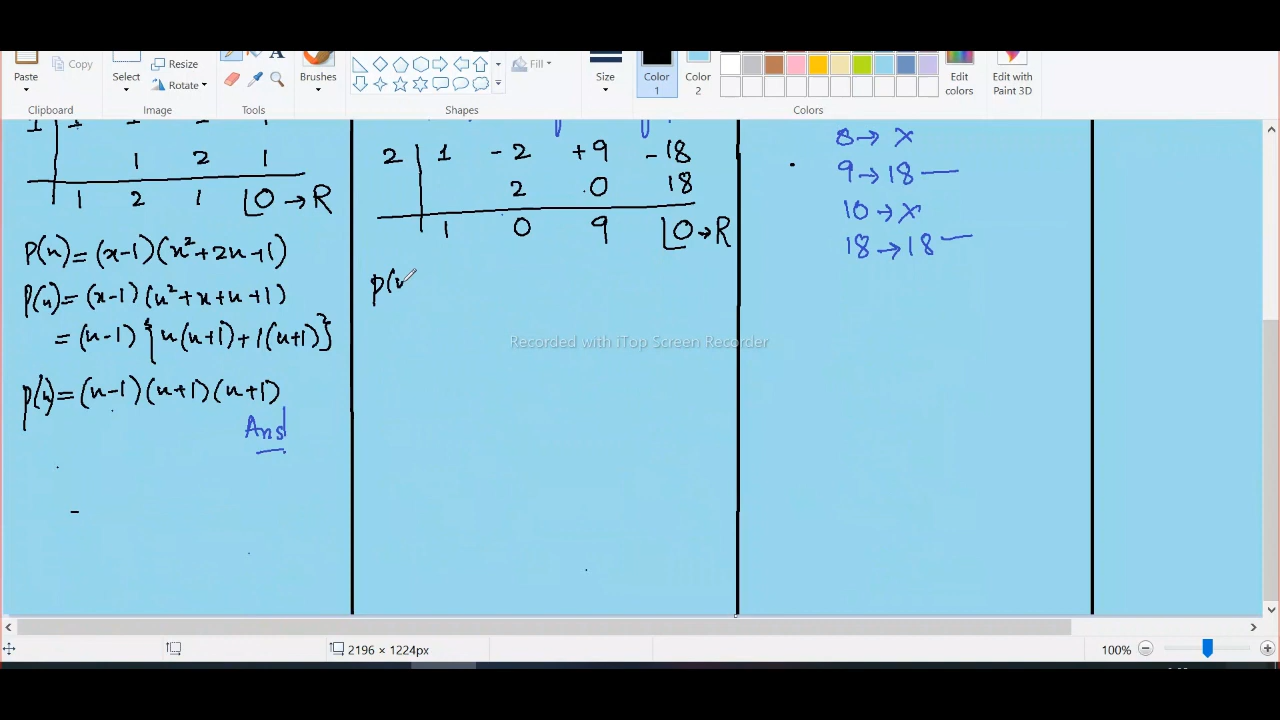 Paste
Copy
Select
Resize
Rotate
A
Brushes
Fill
Size
Color 1
Color 2
Edit colors
Edit with Paint 3D
Clipboard
Image
Tools
Shapes
Colors
1 2 1
1 2 1 0 → R
P(x) = (x-1)(x²+2x+1)
P(x) = (x-1)(x²+x+x+1)
= (x-1){x(x+1)+1(x+1)}
p(x) = (x-1)(x+1)(x+1)
Ans
2 1 -2 +9 -18
2 0 18
1 0 9 0 → R
p(x
8 → X
9 → 18 —
10 → X
18 → 18 —
Recorded with iTop Screen Recorder
2196 × 1224px
100%